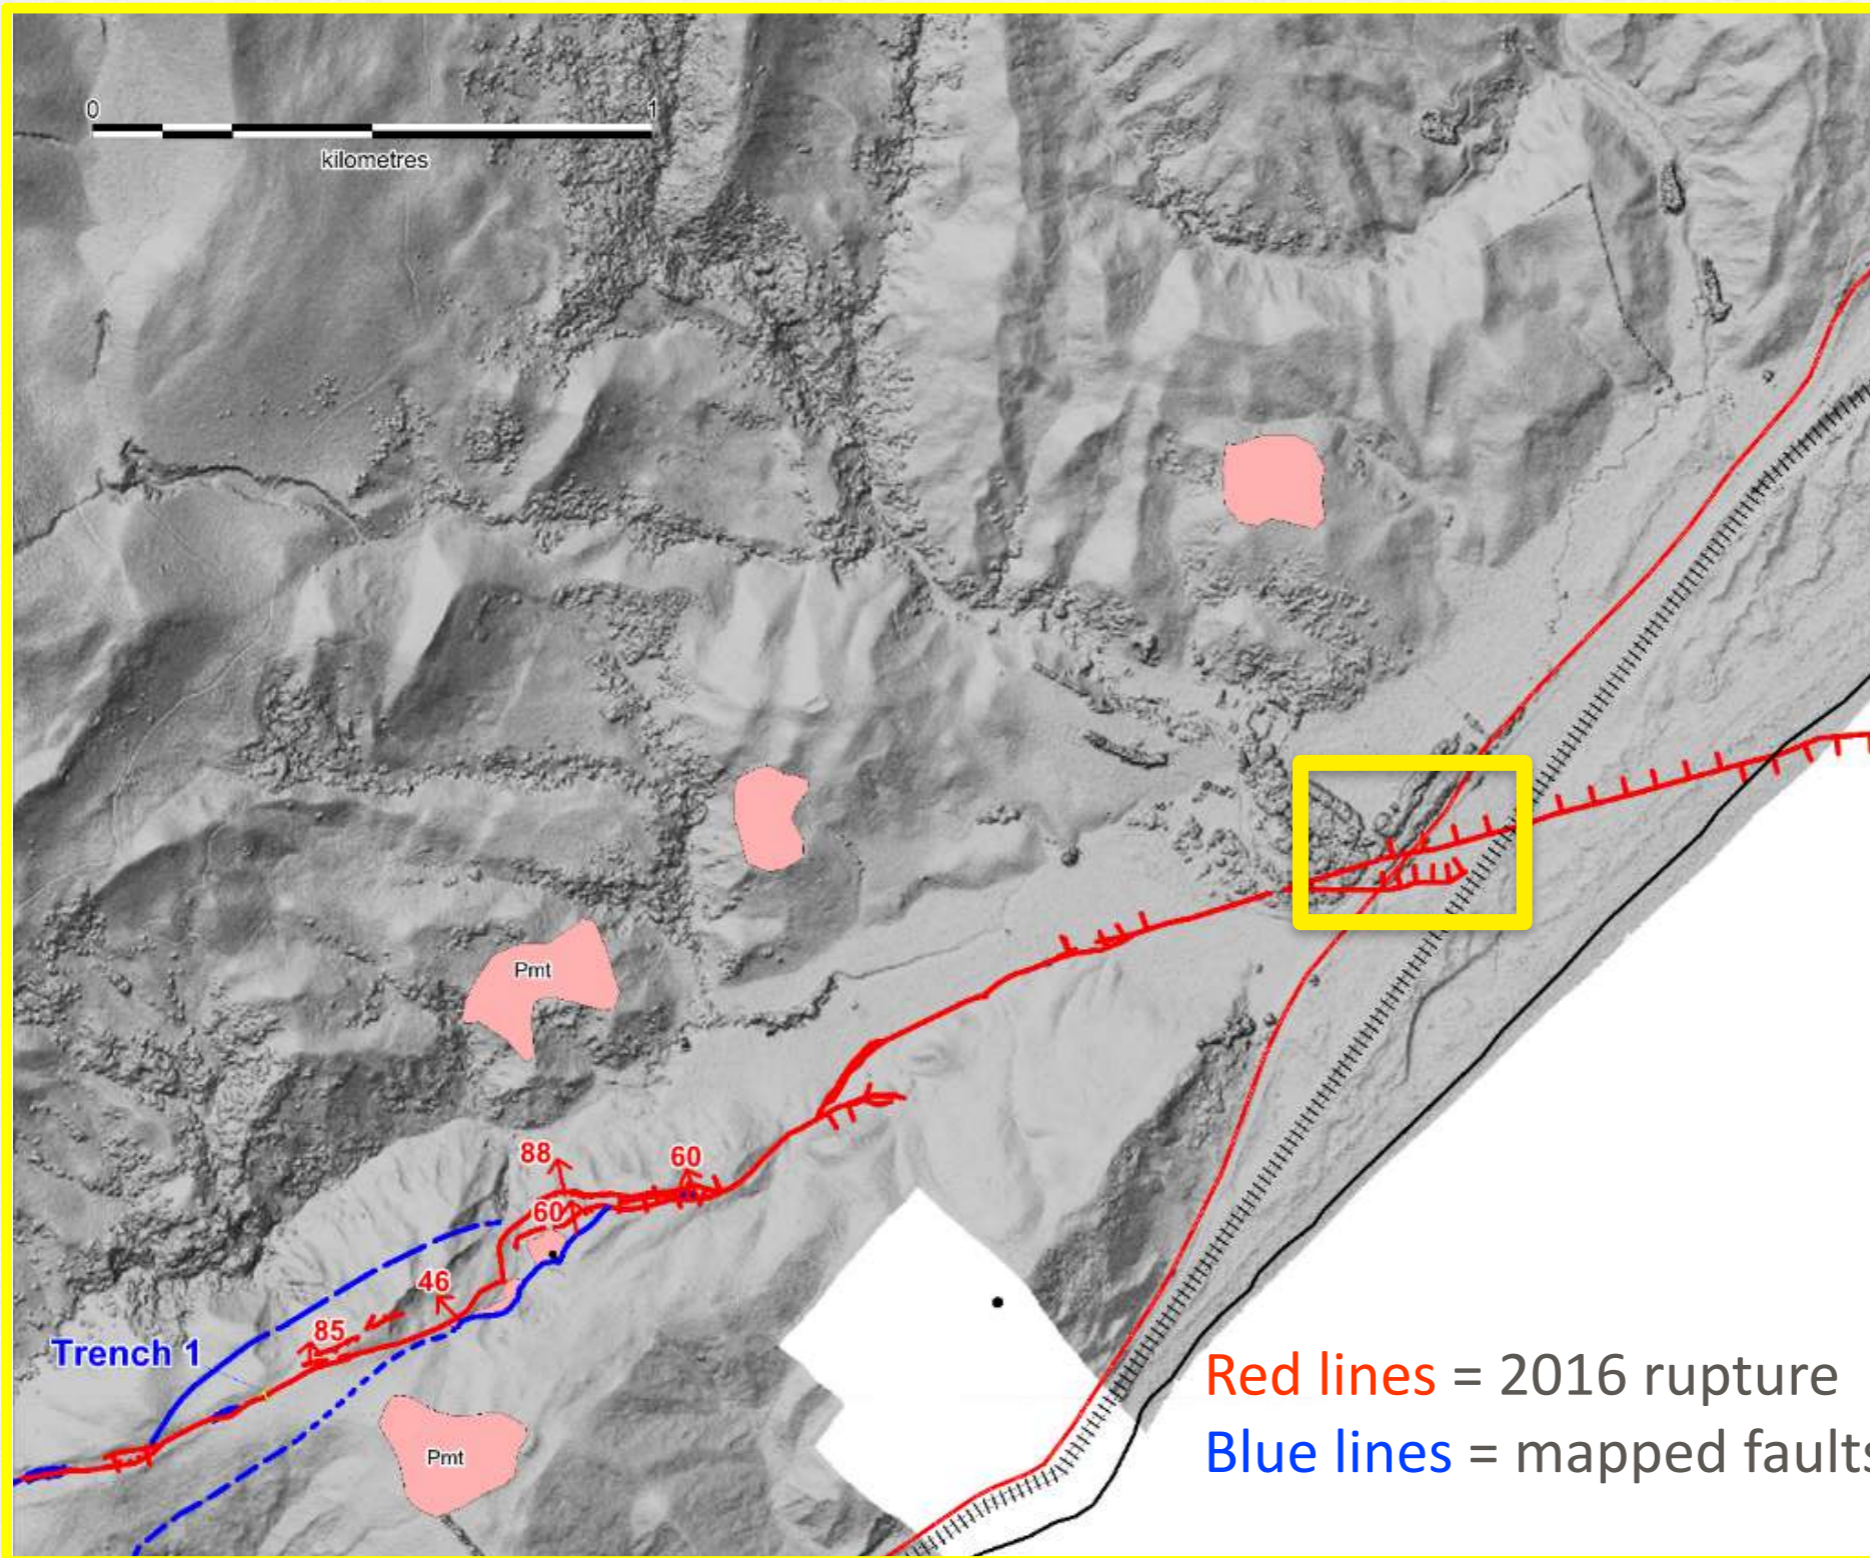 0 1
kilometres
Pmt
88
60
60
46
85
Trench 1
Pmt
Red lines = 2016 rupture
Blue lines = mapped faults